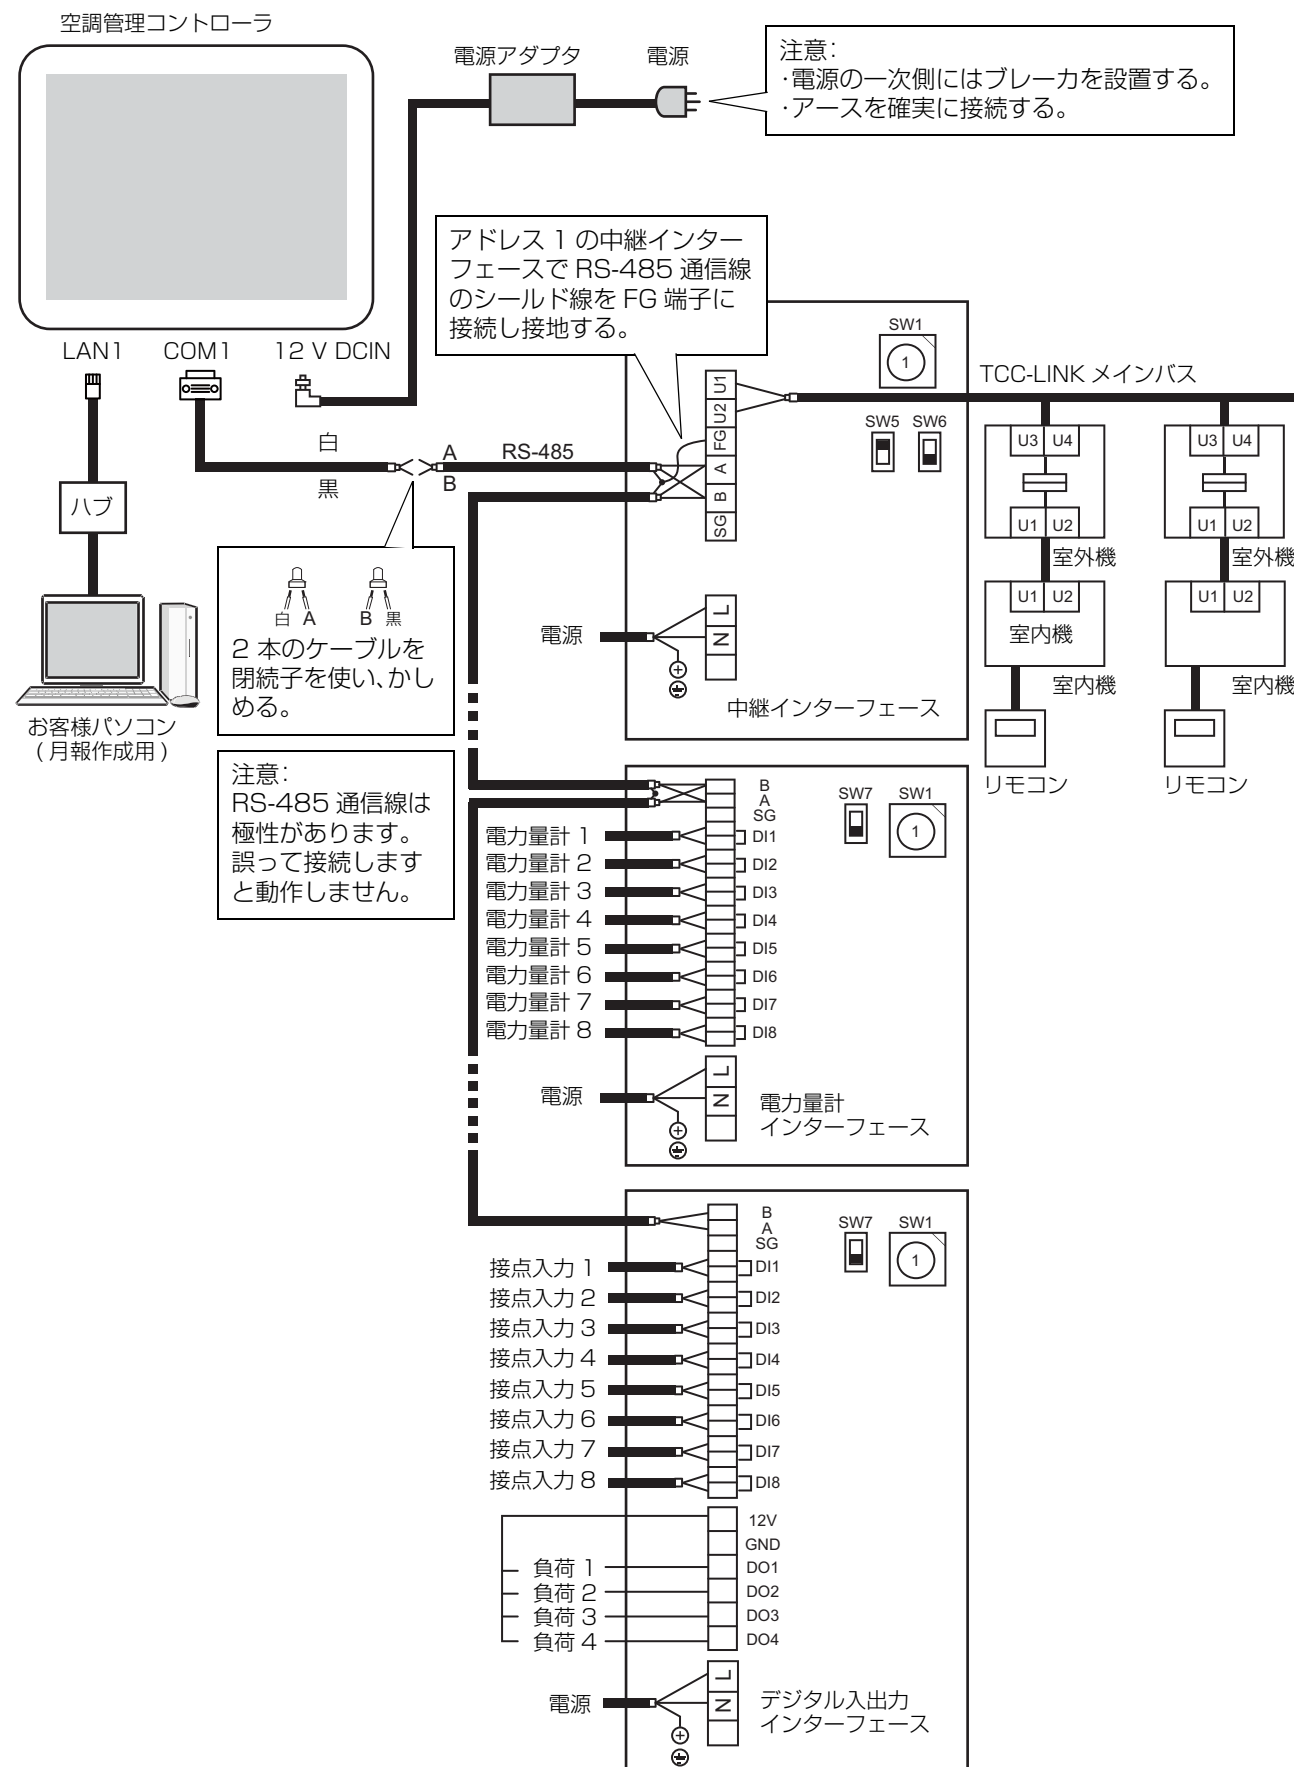 空調管理コントローラ
電源アダプタ
電源
注意：
・電源の一次側にはブレーカを設置する。
・アースを確実に接続する。
アドレス 1 の中継インター
フェースで RS-485 通信線
のシールド線を FG 端子に
接続し接地する。
LAN1
COM1
12 V DCIN
SW1
1
TCC-LINK メインバス
U1
U2
FG
A
B
SG
SW5
SW6
U3 U4
U3 U4
白
黒
A
B
RS-485
ハブ
U1 U2
U1 U2
室外機
室外機
白 A
B 黒
2 本のケーブルを
閉続子を使い、かし
める。
U1 U2
U1 U2
室内機
室内機
室内機
電源
L
N
中継インターフェース
お客様パソコン
( 月報作成用 )
リモコン
リモコン
注意：
RS-485 通信線は
極性があります。
誤って接続します
と動作しません。
B
A
SG
SW7
SW1
1
電力量計 1
DI1
電力量計 2
DI2
電力量計 3
DI3
電力量計 4
DI4
電力量計 5
DI5
電力量計 6
DI6
電力量計 7
DI7
電力量計 8
DI8
電源
L
N
電力量計
インターフェース
B
A
SG
SW7
SW1
1
接点入力 1
DI1
接点入力 2
DI2
接点入力 3
DI3
接点入力 4
DI4
接点入力 5
DI5
接点入力 6
DI6
接点入力 7
DI7
接点入力 8
DI8
12V
GND
負荷 1
DO1
負荷 2
DO2
負荷 3
DO3
負荷 4
DO4
電源
L
N
デジタル入出力
インターフェース